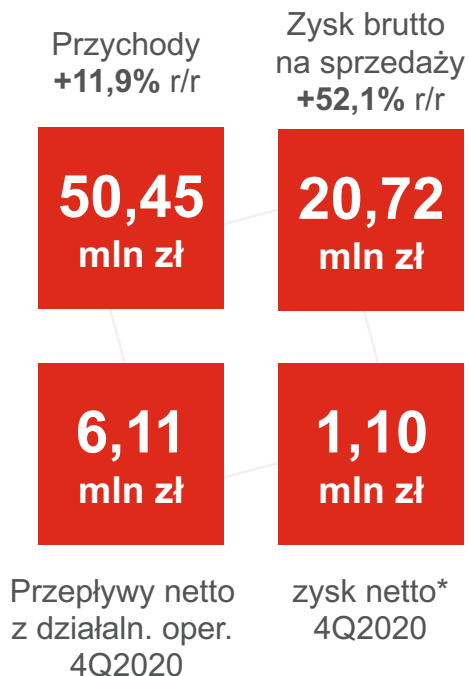 Przychody
+11,9% r/r
Zysk brutto
na sprzedaży
+52,1% r/r
50,45
mln zł
20,72
mln zł
6,11
mln zł
1,10
mln zł
Przepływy netto
z działaln. oper.
4Q2020
zysk netto*
4Q2020